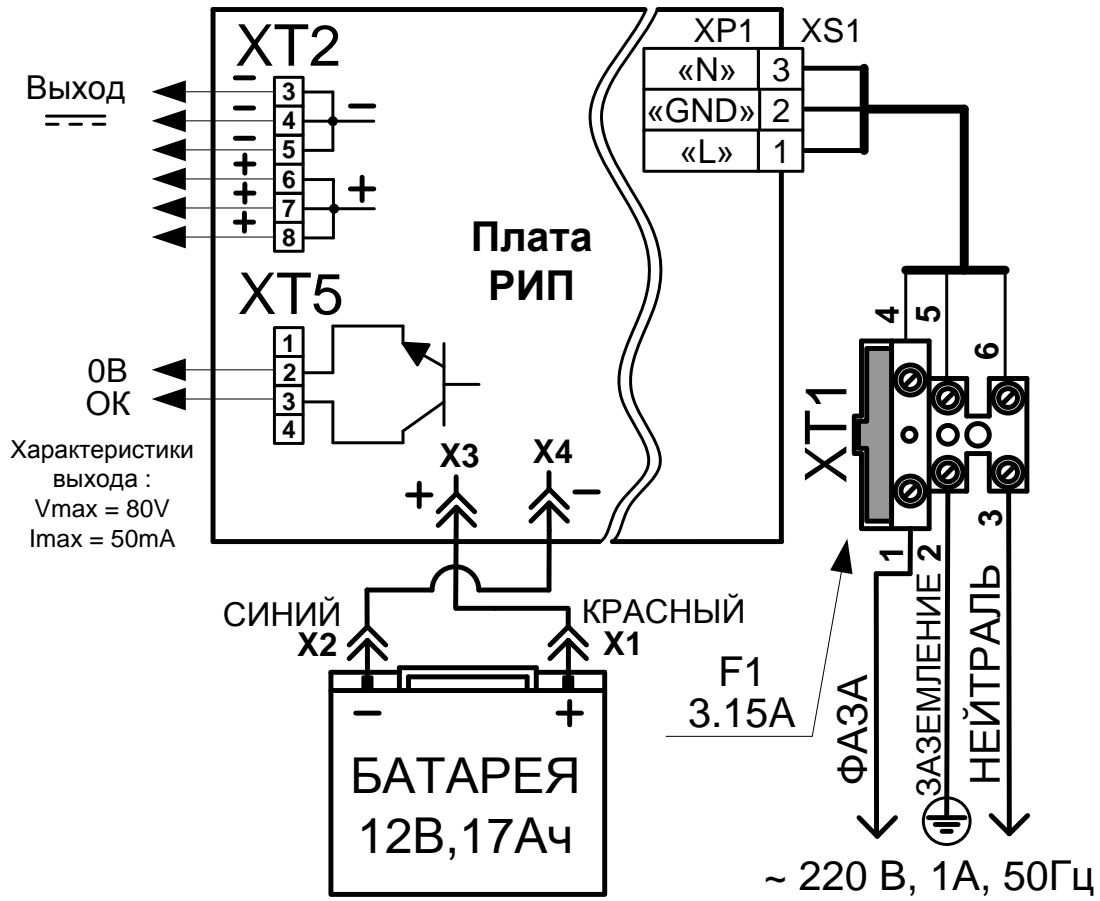 XT2
Выход
−
3
−
4
−
−
5
+
6
+
7
+
+
8
XP1 XS1
«N» 3
«GND» 2
«L» 1
Плата
РИП
XT5
1
0В
2
ОК
3
4
Характеристики
выхода :
Vmax = 80V
Imax = 50mA
X3 X4
+ −
СИНИЙ
X2
КРАСНЫЙ
X1
− +
БАТАРЕЯ
12В,17Ач
XT1
4
5
6
1
2
3
F1
3.15A
ФАЗА
ЗАЗЕМЛЕНИЕ
НЕЙТРАЛЬ
~ 220 В, 1А, 50Гц